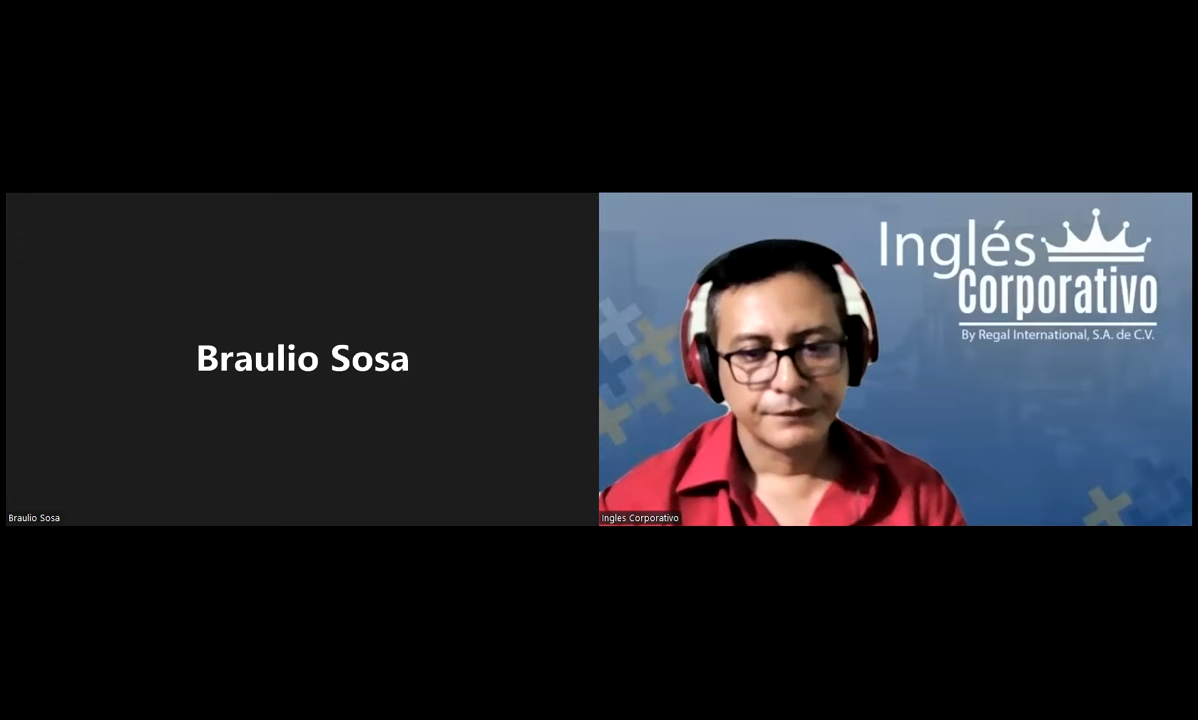 Braulio Sosa
Braulio Sosa
Inglés
Corporativo
By Regal International, S.A. de C.V.
Ingles Corporativo